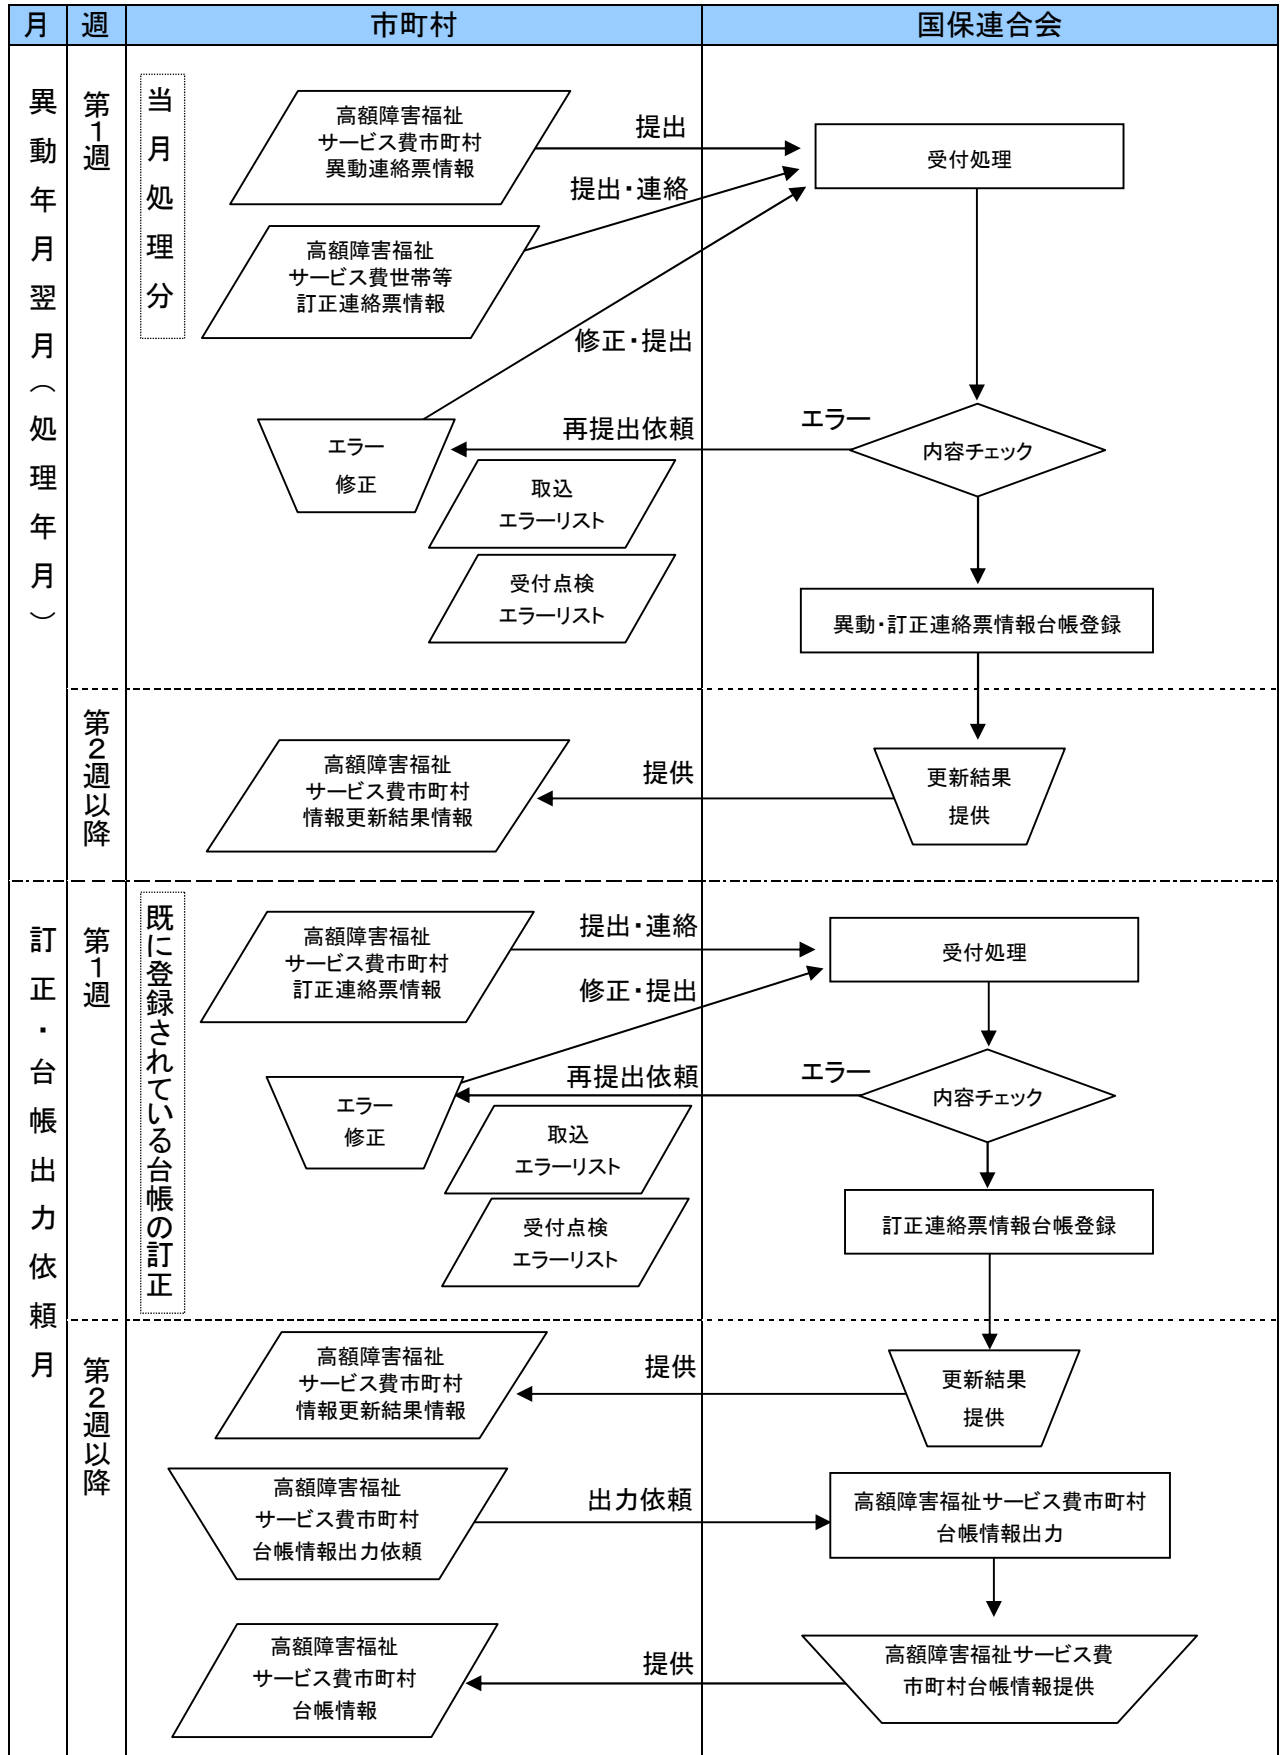 月
週
市町村
国保連合会
異動年月翌月（処理年月）
第1週
当月処理分
高額障害福祉
サービス費市町村
異動連絡票情報
提出
受付処理
提出・連絡
高額障害福祉
サービス費世帯等
訂正連絡票情報
修正・提出
エラー
修正
再提出依頼
エラー
内容チェック
取込
エラーリスト
受付点検
エラーリスト
異動・訂正連絡票情報台帳登録
第2週以降
高額障害福祉
サービス費市町村
情報更新結果情報
提供
更新結果
提供
訂正・台帳出力依頼月
第1週
既に登録されている台帳の訂正
高額障害福祉
サービス費市町村
訂正連絡票情報
提出・連絡
受付処理
修正・提出
エラー
修正
再提出依頼
エラー
内容チェック
取込
エラーリスト
受付点検
エラーリスト
訂正連絡票情報台帳登録
第2週以降
高額障害福祉
サービス費市町村
情報更新結果情報
提供
更新結果
提供
高額障害福祉
サービス費市町村
台帳情報出力依頼
出力依頼
高額障害福祉サービス費市町村
台帳情報出力
高額障害福祉
サービス費市町村
台帳情報
提供
高額障害福祉サービス費
市町村台帳情報提供